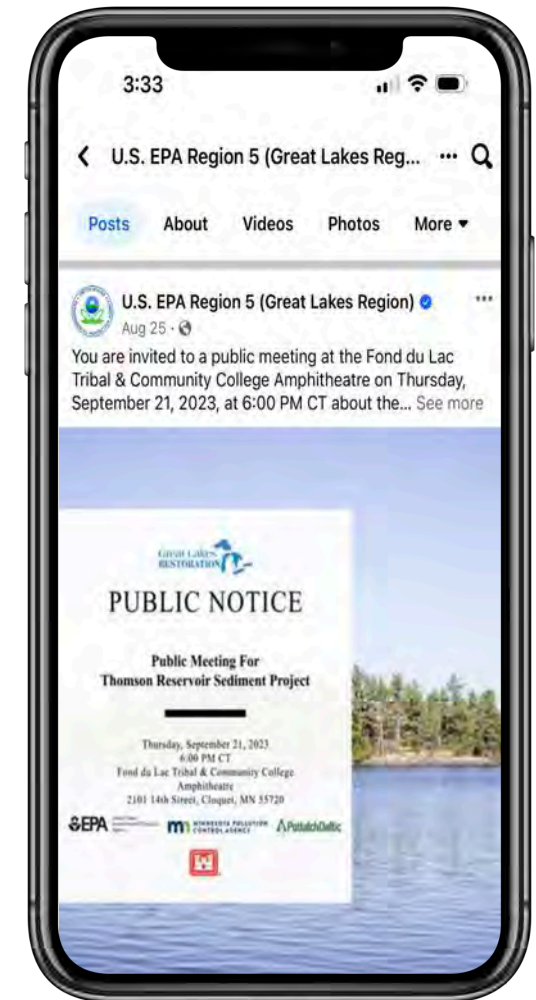 3:33
U.S. EPA Region 5 (Great Lakes Reg...
Posts About Videos Photos More
U.S. EPA Region 5 (Great Lakes Region)
Aug 25 ·
You are invited to a public meeting at the Fond du Lac
Tribal & Community College Amphitheatre on Thursday,
September 21, 2023, at 6:00 PM CT about the... See more
Great Lakes
RESTORATION
PUBLIC NOTICE
Public Meeting For
Thomson Reservoir Sediment Project
Thursday, September 21, 2023
6:00 PM CT
Fond du Lac Tribal & Community College
Amphitheatre
2101 14th Street, Cloquet, MN 55720
EPA
MINNESOTA POLLUTION
CONTROL AGENCY
PotlatchDeltic